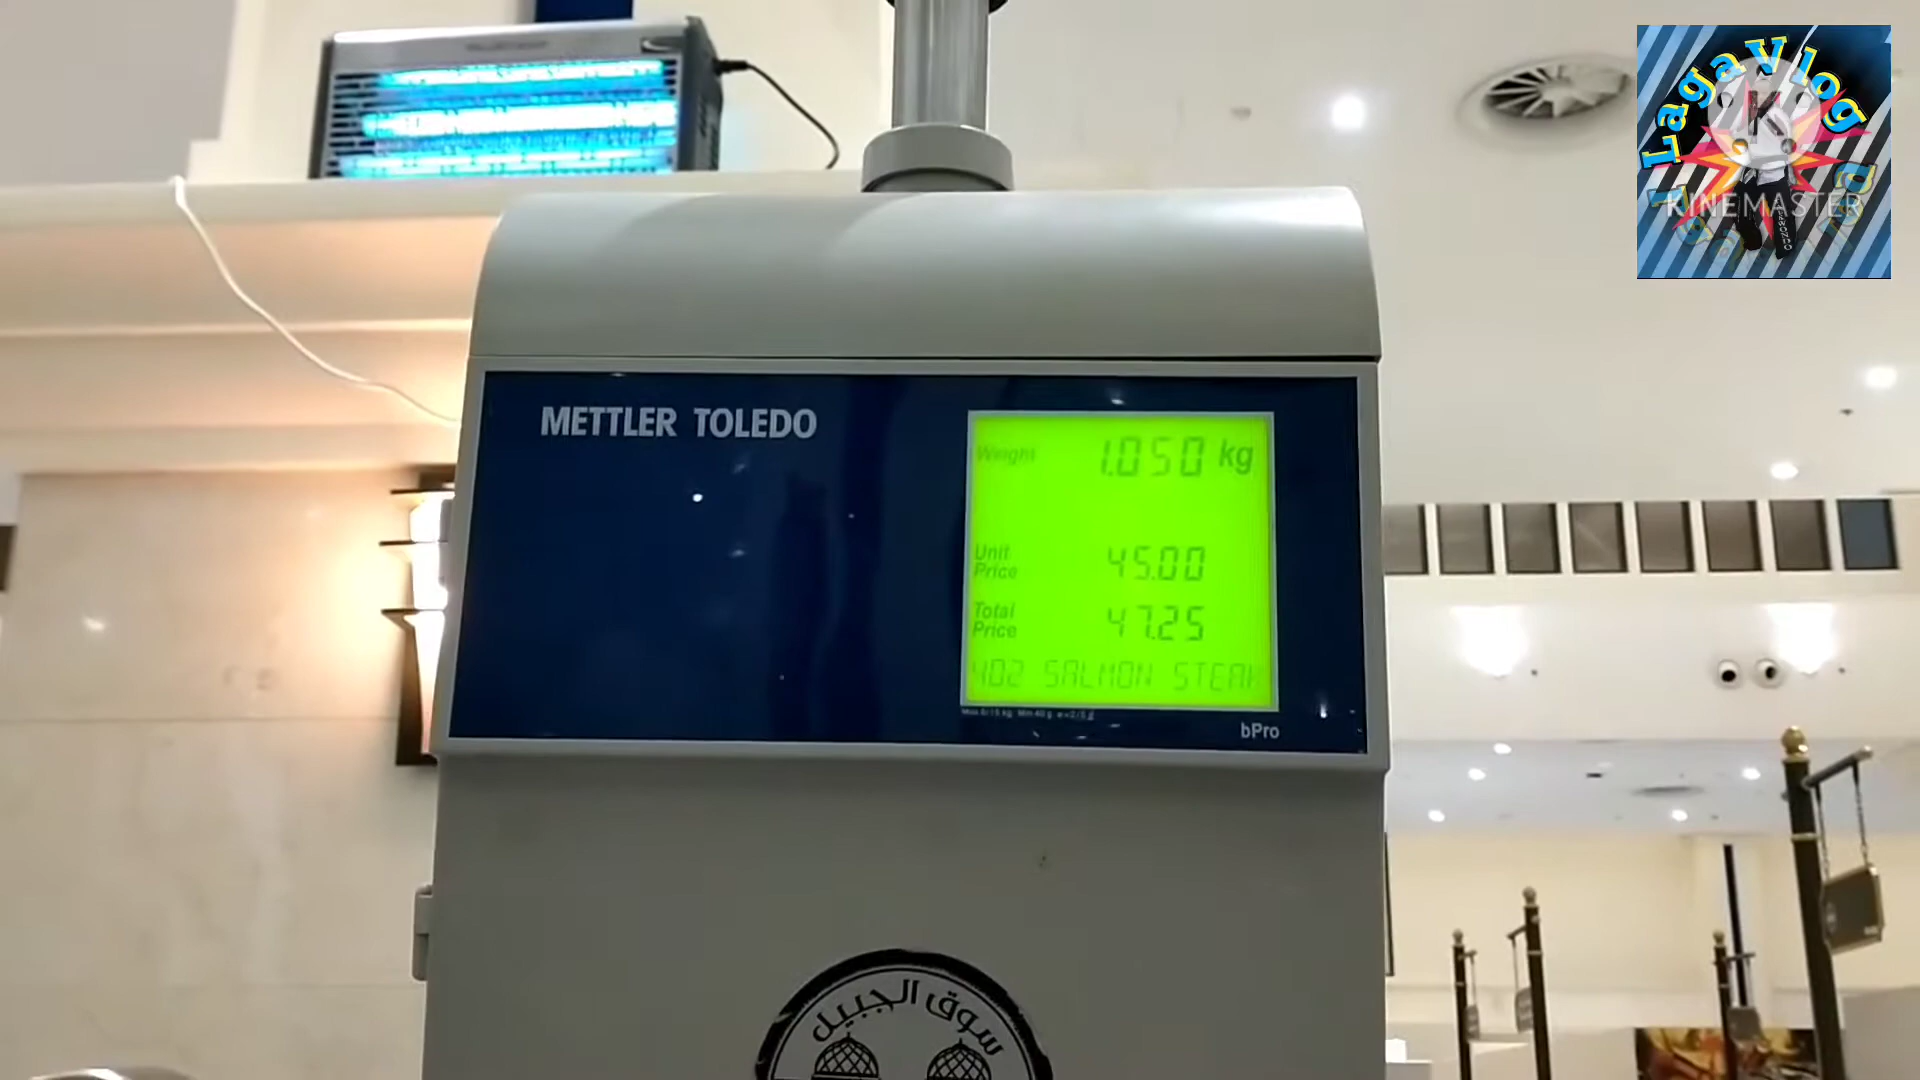 LagaVlog
KINEMASTER
METTLER TOLEDO
Weight 1.050 kg
Unit Price 45.00
Total Price 47.25
402 SALMON STEAK
bPro
سوق الجبيل